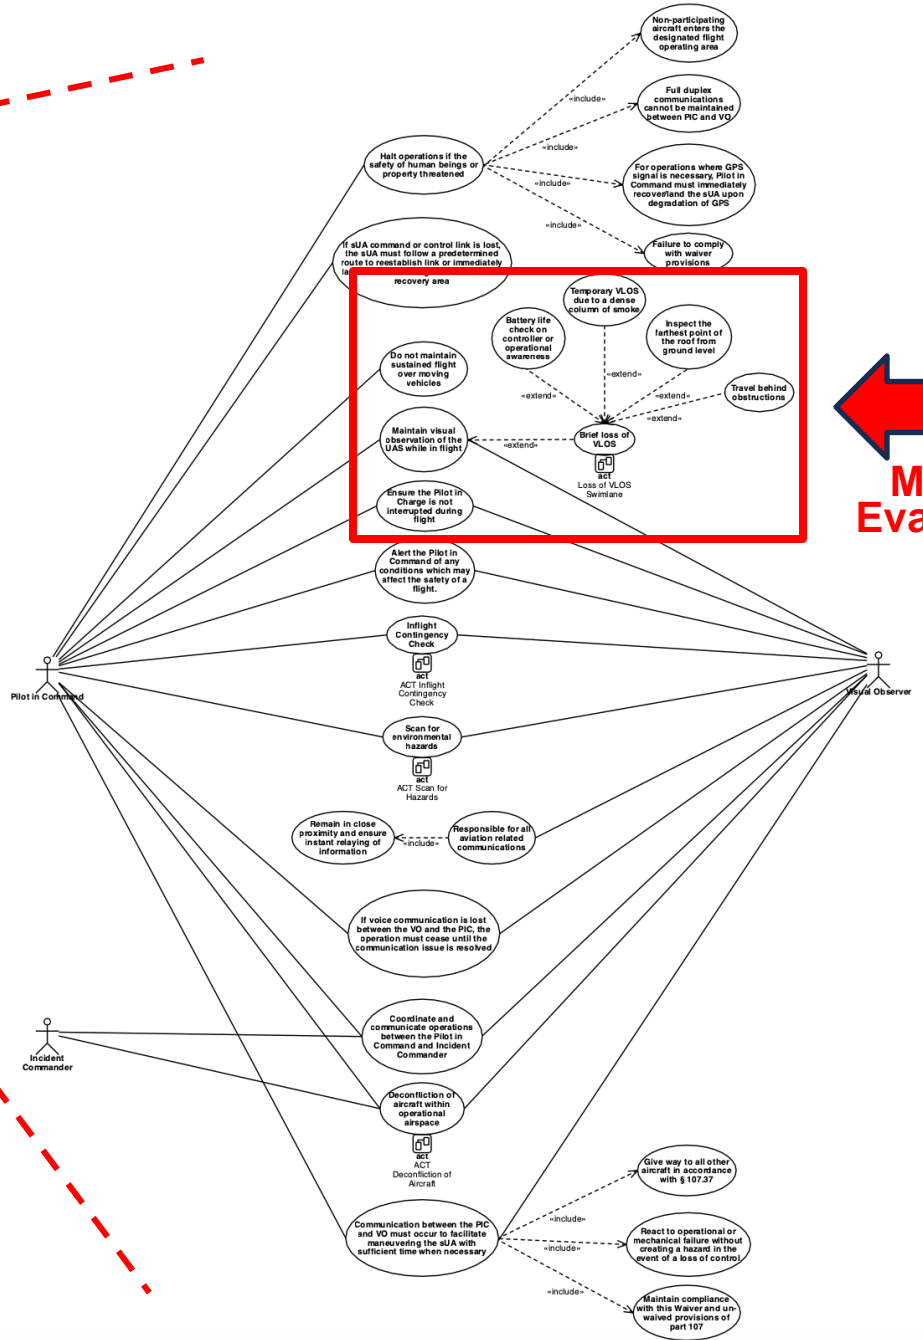 Non-participating
aircraft enters the
designated flight
operating area
«include»
Full duplex
communications
cannot be maintained
between PIC and VO
«include»
Halt operations if the
safety of human beings or
property threatened
For operations where GPS
signal is necessary, Pilot in
Command must immediately
recover/land the sUA upon
degradation of GPS
«include»
«include»
Failure to comply
with waiver
provisions
If sUA command or control link is lost,
the sUA must follow a predetermined
route to reestablish link or immediately
la
recovery area
Temporary VLOS
due to a dense
column of smoke
Battery life
check on
controller or
operational
awareness
Inspect the
farthest point of
the roof from
ground level
Do not maintain
sustained flight
over moving
vehicles
«extend»
«extend»
«extend»
Travel behind
obstructions
«extend»
Maintain visual
observation of the
UAS while in flight
«extend»
Brief loss of
VLOS
act
Loss of VLOS
Swimlane
M
Eva
Ensure the Pilot in
Charge is not
interrupted during
flight
Alert the Pilot in
Command of any
conditions which may
affect the safety of a
flight.
Inflight
Contingency
Check
act
ACT Inflight
Contingency
Check
Pilot in Command
Visual Observer
Scan for
environmental
hazards
act
ACT Scan for
Hazards
Remain in close
proximity and ensure
instant relaying of
information
«include»
Responsible for all
aviation related
communications
If voice communication is lost
between the VO and the PIC, the
operation must cease until the
communication issue is resolved
Coordinate and
communicate operations
between the Pilot in
Command and Incident
Commander
Incident
Commander
Deconfliction of
aircraft within
operational
airspace
act
ACT
Deconfliction of
Aircraft
Give way to all other
aircraft in accordance
with § 107.37
«include»
Communication between the PIC
and VO must occur to facilitate
maneuvering the sUA with
sufficient time when necessary
«include»
React to operational or
mechanical failure without
creating a hazard in the
event of a loss of control
«include»
Maintain compliance
with this Waiver and un-
waived provisions of
part 107